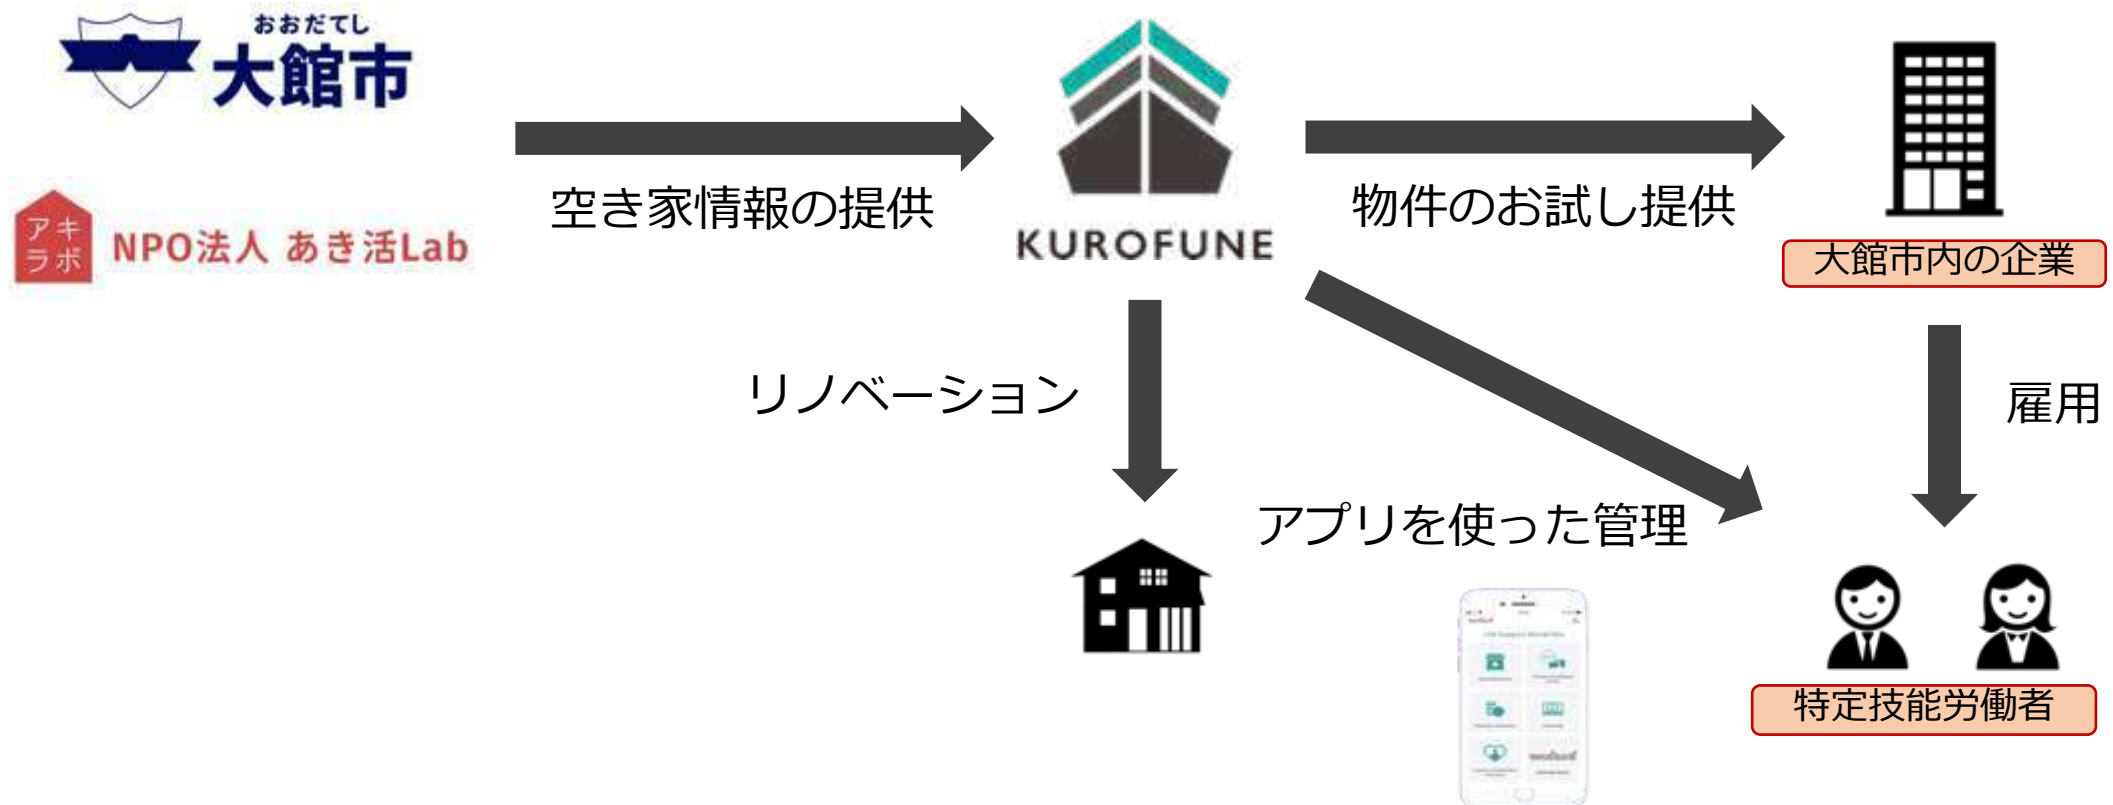 おおだてし
大館市
アキ
ラボ
NPO法人 あき活Lab
空き家情報の提供
KUROFUNE
物件のお試し提供
大館市内の企業
リノベーション
雇用
アプリを使った管理
特定技能労働者